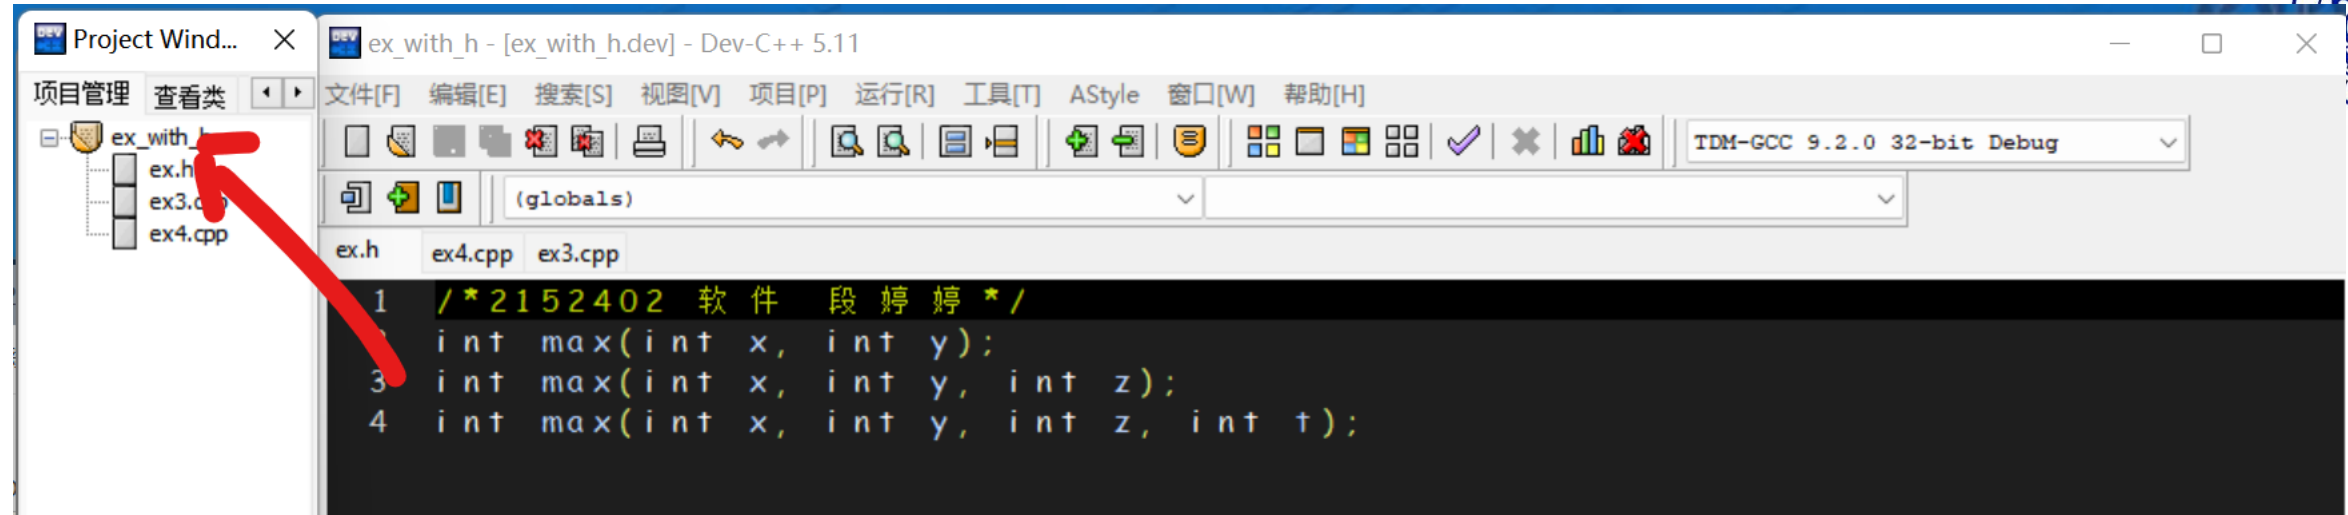 Project Wind...
ex_with_h - [ex_with_h.dev] - Dev-C++ 5.11
项目管理 查看类
文件[F] 编辑[E] 搜索[S] 视图[V] 项目[P] 运行[R] 工具[T] AStyle 窗口[W] 帮助[H]
ex_with_h
ex.h
ex3.cpp
ex4.cpp
TDM-GCC 9.2.0 32-bit Debug
(globals)
ex.h ex4.cpp ex3.cpp
1 /*2152402 软件 段婷婷*/
int max(int x, int y);
3 int max(int x, int y, int z);
4 int max(int x, int y, int z, int t);